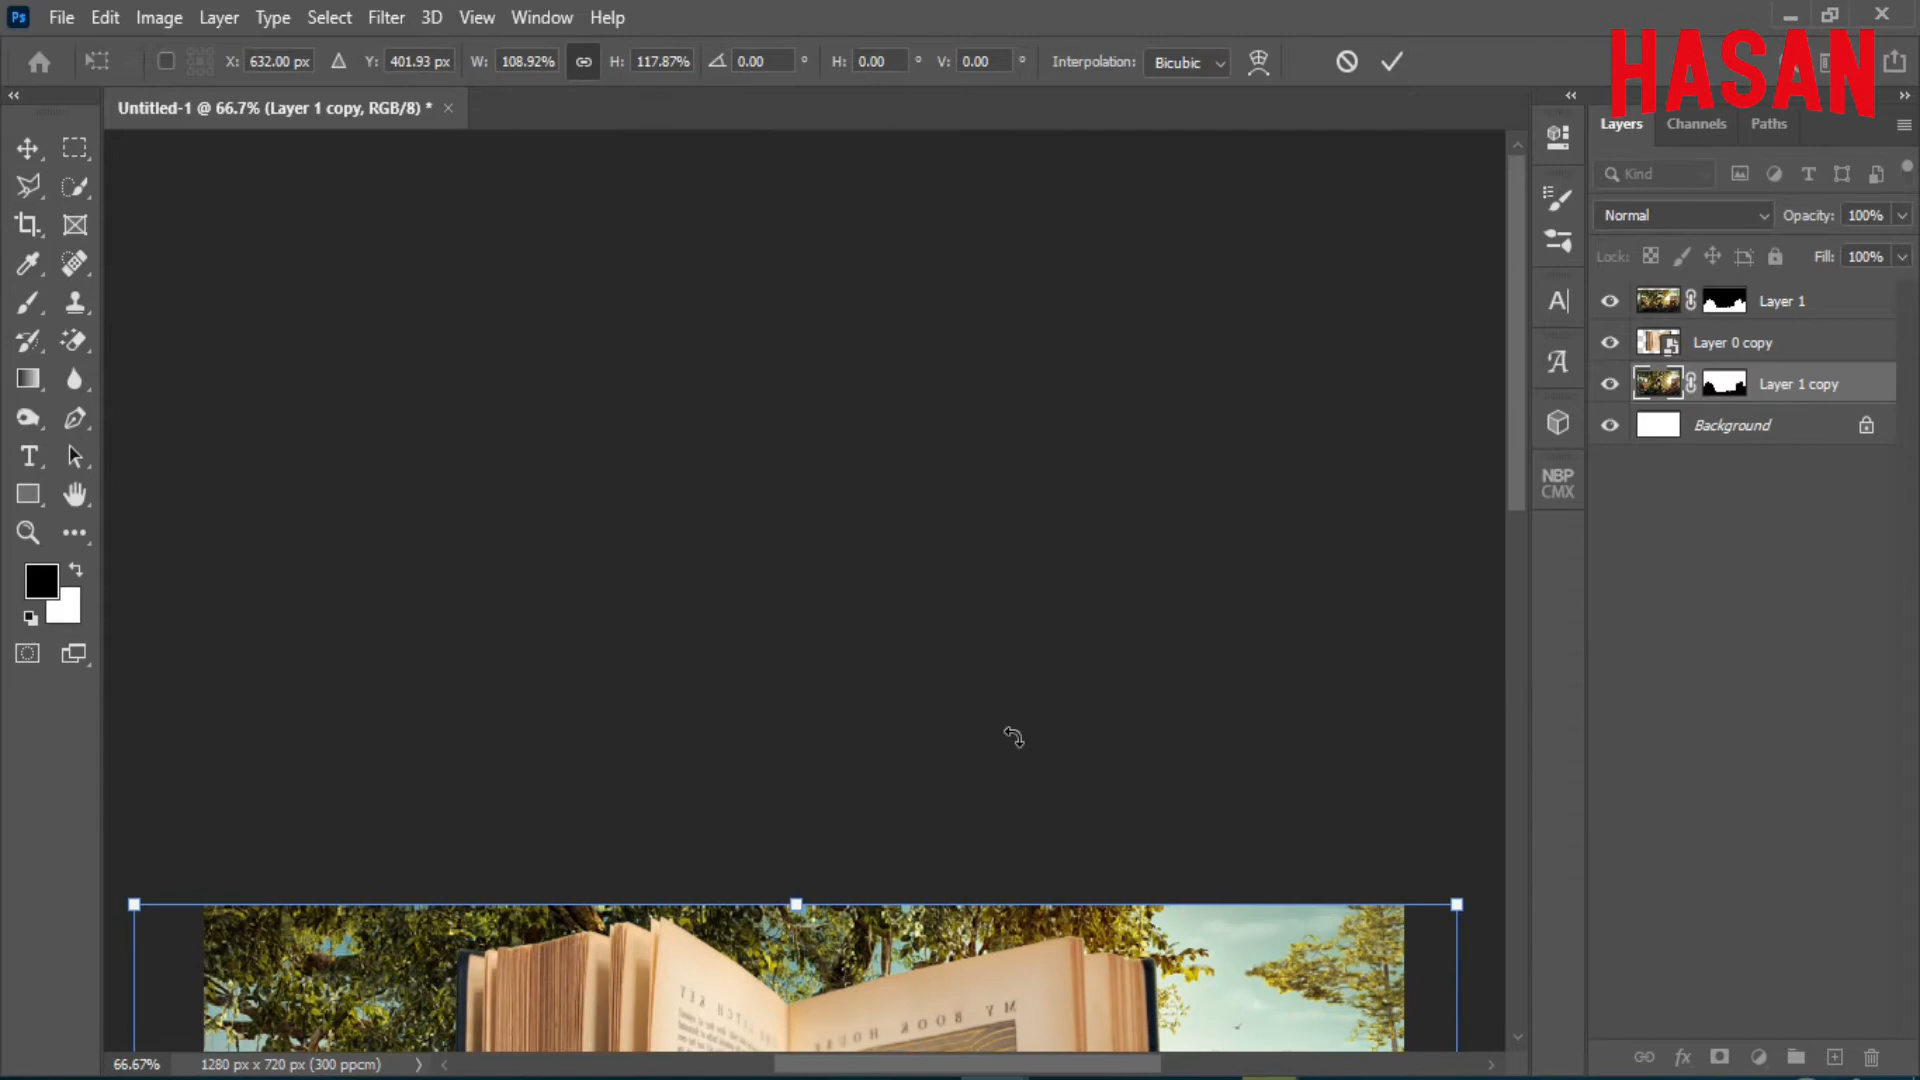 Ps File Edit Image Layer Type Select Filter 3D View Window Help
X: 632.00 px Y: 401.93 px W: 108.92% H: 117.87% 0.00 ° H: 0.00 ° V: 0.00 ° Interpolation: Bicubic
HASAN
Untitled-1 @ 66.7% (Layer 1 copy, RGB/8) * ×
Layers Channels Paths
Kind
Normal Opacity: 100%
Lock: Fill: 100%
Layer 1
Layer 0 copy
Layer 1 copy
Background
NBP
CMX
MY BOOK HOUSE
66.67% 1280 px x 720 px (300 ppcm)